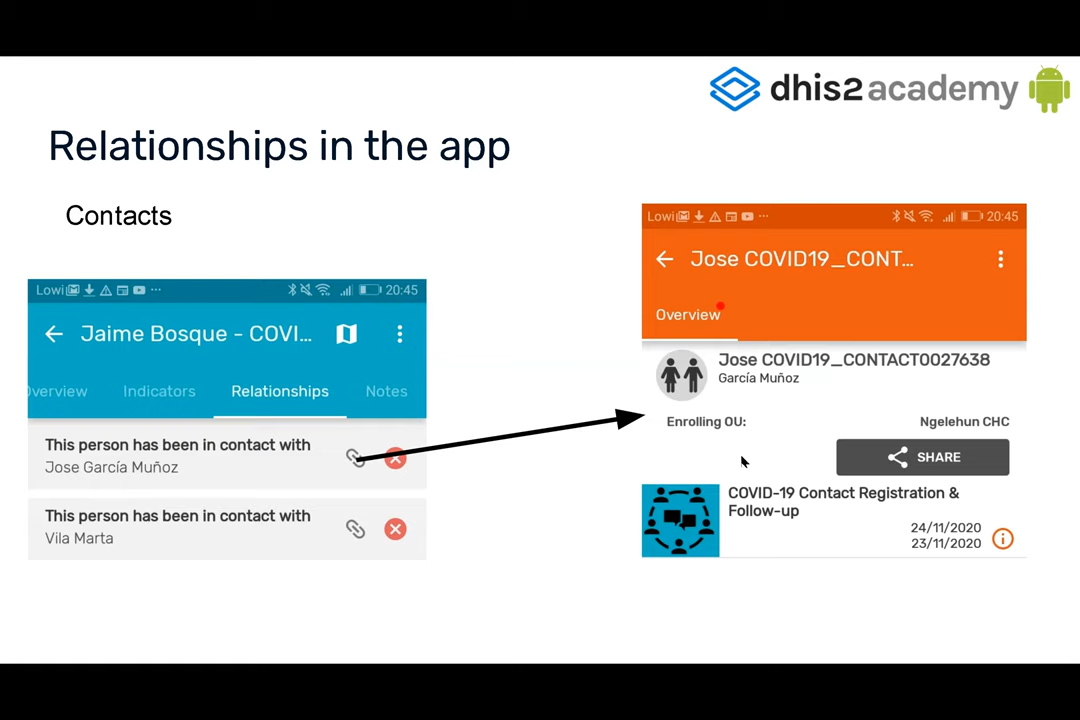 dhis2 academy
Relationships in the app
Contacts
Lowi ··· 20:45
Jaime Bosque - COVI...
verview Indicators Relationships Notes
This person has been in contact with
Jose García Muñoz
This person has been in contact with
Vila Marta
Lowi ··· 20:45
Jose COVID19_CONT...
Overview
Jose COVID19_CONTACT0027638
García Muñoz
Enrolling OU: Ngelehun CHC
SHARE
COVID-19 Contact Registration &
Follow-up
24/11/2020
23/11/2020